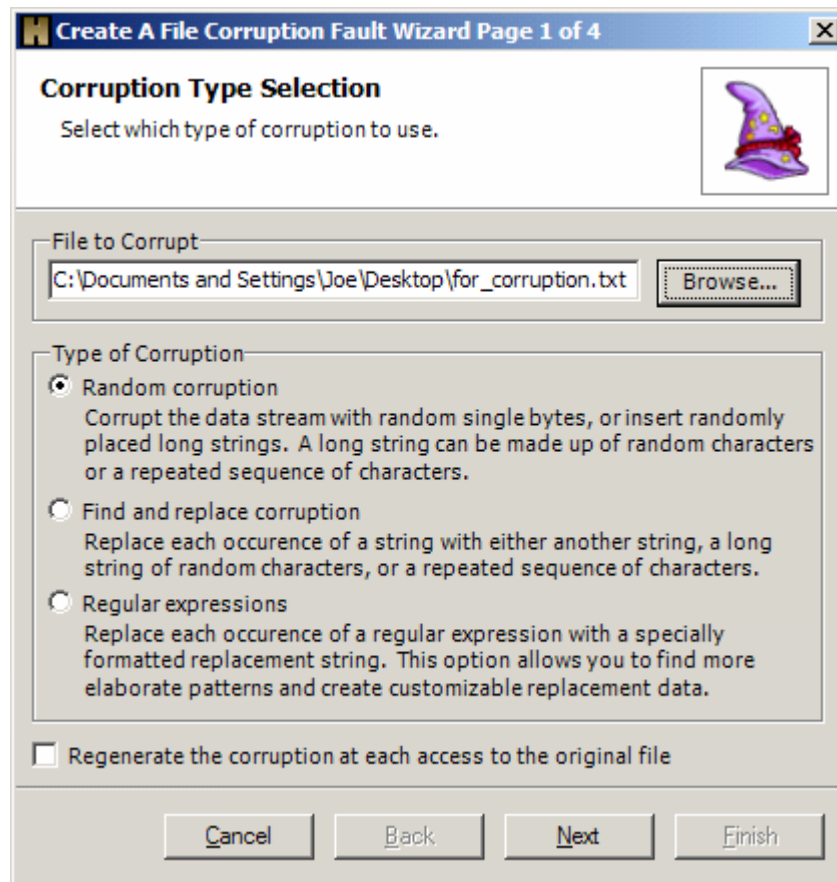 Create A File Corruption Fault Wizard Page 1 of 4
Corruption Type Selection
Select which type of corruption to use.
File to Corrupt
C:\Documents and Settings\Joe\Desktop\for_corruption.txt
Browse...
Type of Corruption
Random corruption
Corrupt the data stream with random single bytes, or insert randomly
placed long strings. A long string can be made up of random characters
or a repeated sequence of characters.
Find and replace corruption
Replace each occurence of a string with either another string, a long
string of random characters, or a repeated sequence of characters.
Regular expressions
Replace each occurence of a regular expression with a specially
formatted replacement string. This option allows you to find more
elaborate patterns and create customizable replacement data.
Regenerate the corruption at each access to the original file
Cancel Back Next Finish